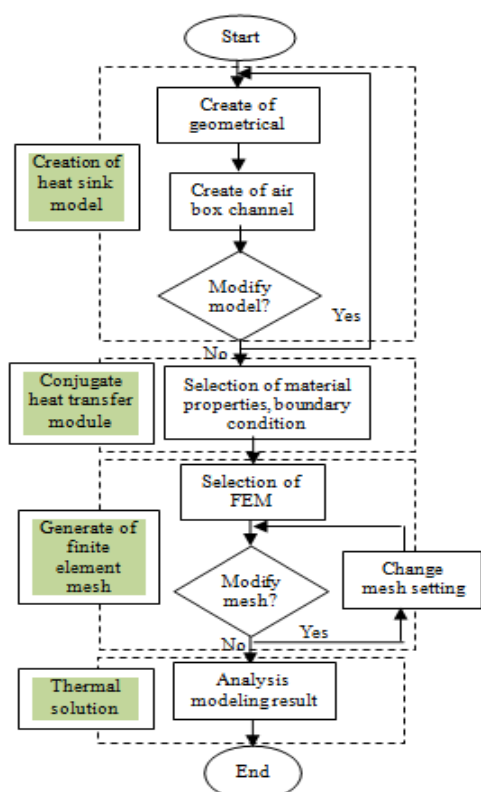 Start
Create of
geometrical
Creation of
heat sink
model
Create of air
box channel
Modify
model?
Yes
No
Conjugate
heat transfer
module
Selection of material
properties, boundary
condition
Selection of
FEM
Generate of
finite
element
mesh
Modify
mesh?
Change
mesh setting
Yes
No
Thermal
solution
Analysis
modeling result
End